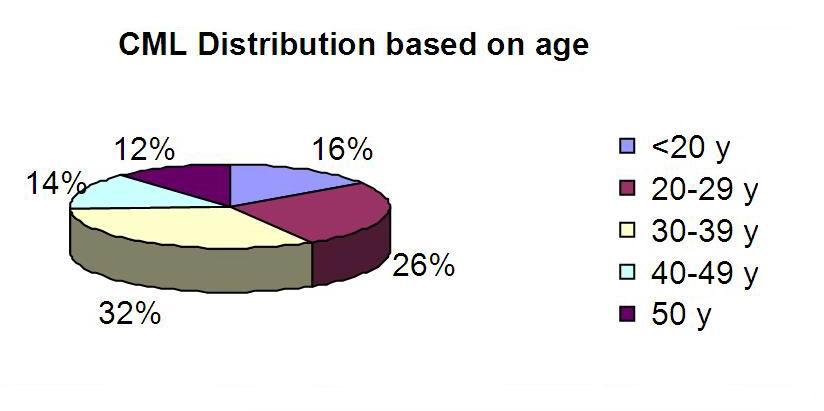 CML Distribution based on age
12%
16%
14%
26%
32%
<20 y
20-29 y
30-39 y
40-49 y
50 y